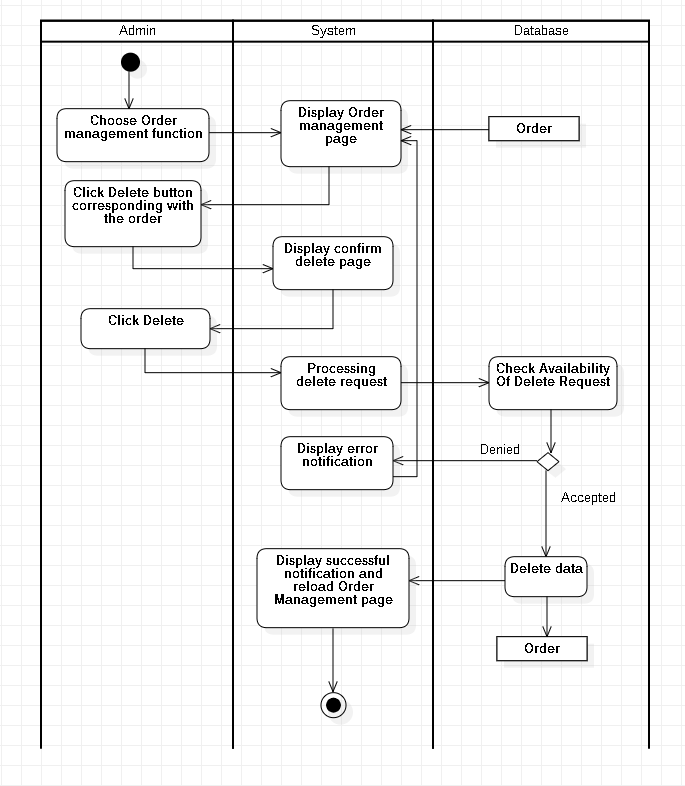 Admin
System
Database
Choose Order
management function
Display Order
management
page
Order
Click Delete button
corresponding with
the order
Display confirm
delete page
Click Delete
Processing
delete request
Check Availability
Of Delete Request
Display error
notification
Denied
Accepted
Display successful
notification and
reload Order
Management page
Delete data
Order